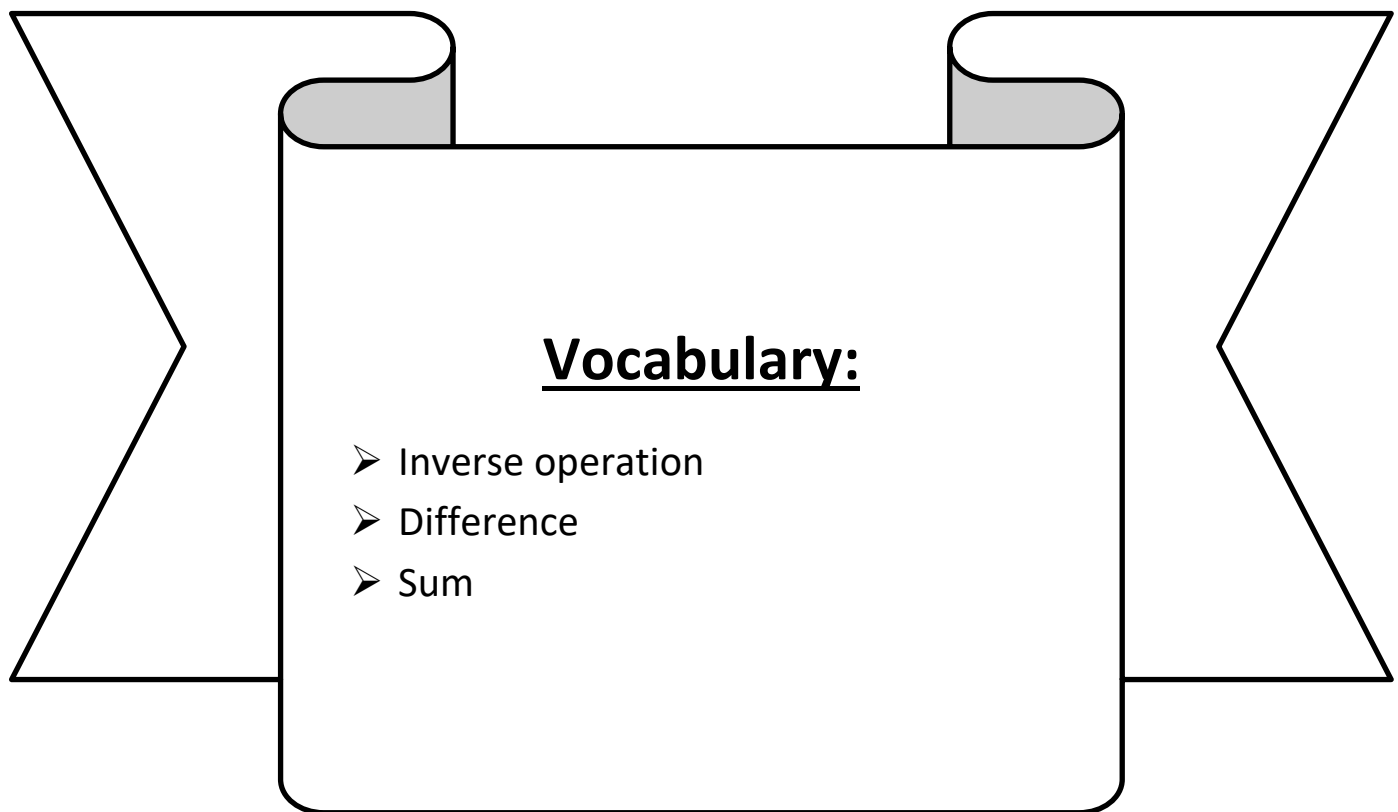 Vocabulary:
➢ Inverse operation
➢ Difference
➢ Sum